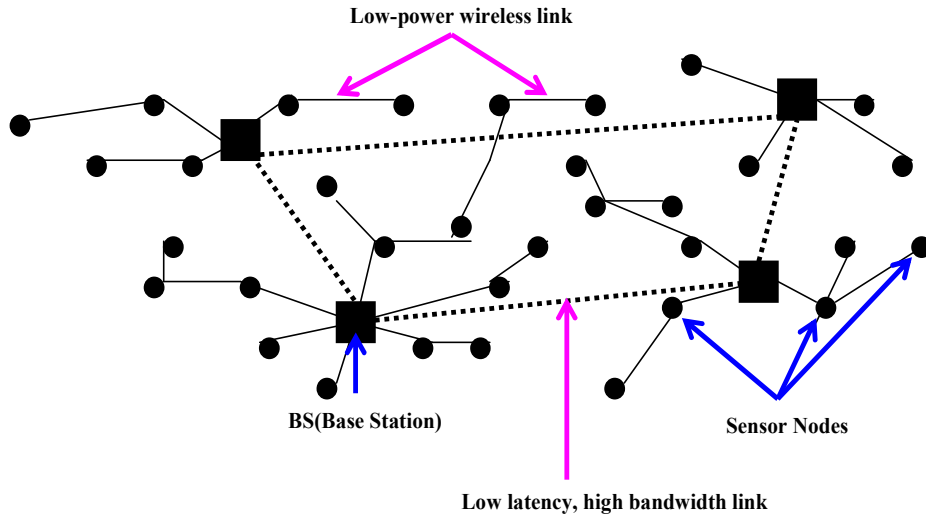 Low-power wireless link
BS(Base Station)
Sensor Nodes
Low latency, high bandwidth link